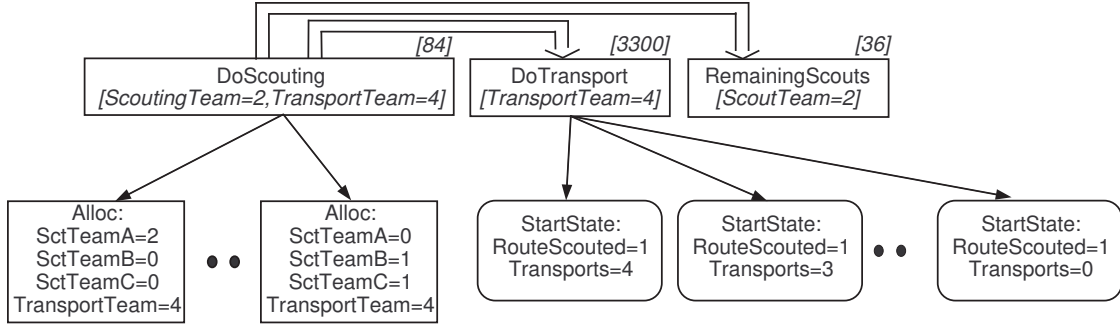 [84]
[3300]
[36]
DoScouting
[ScoutingTeam=2,TransportTeam=4]
DoTransport
[TransportTeam=4]
RemainingScouts
[ScoutTeam=2]
Alloc:
SctTeamA=2
SctTeamB=0
SctTeamC=0
TransportTeam=4
Alloc:
SctTeamA=0
SctTeamB=1
SctTeamC=1
TransportTeam=4
StartState:
RouteScouted=1
Transports=4
StartState:
RouteScouted=1
Transports=3
StartState:
RouteScouted=1
Transports=0